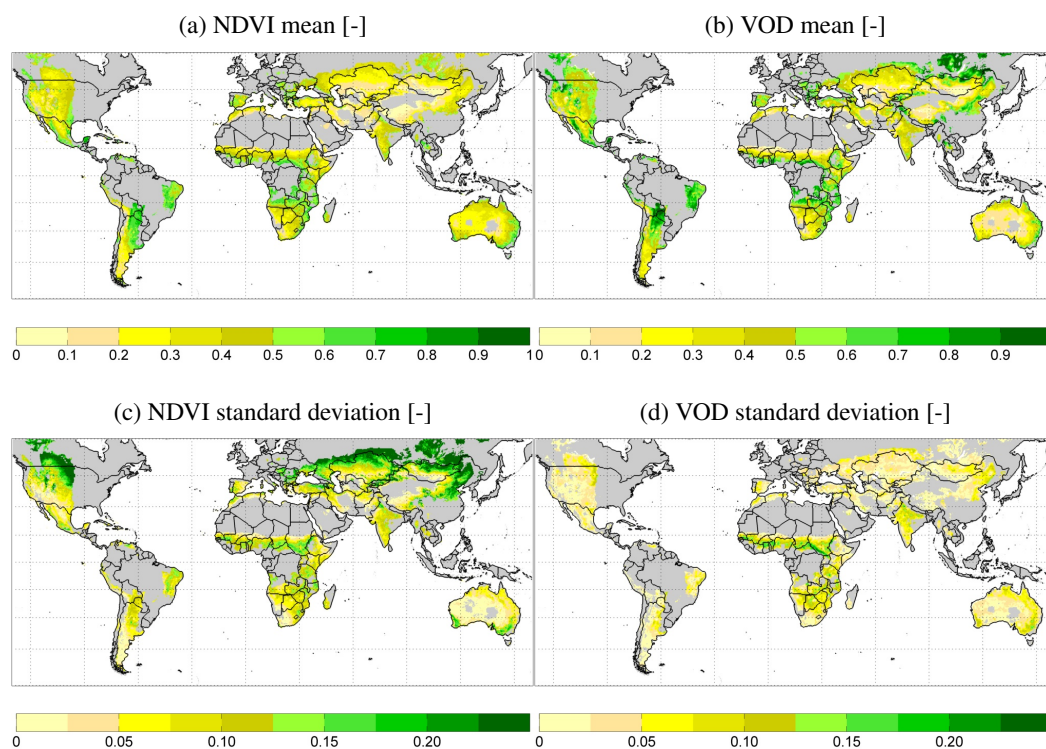 (a) NDVI mean [-]
(b) VOD mean [-]
0 0.1 0.2 0.3 0.4 0.5 0.6 0.7 0.8 0.9 1
0 0.1 0.2 0.3 0.4 0.5 0.6 0.7 0.8 0.9
(c) NDVI standard deviation [-]
(d) VOD standard deviation [-]
0 0.05 0.10 0.15 0.20
0 0.05 0.10 0.15 0.20